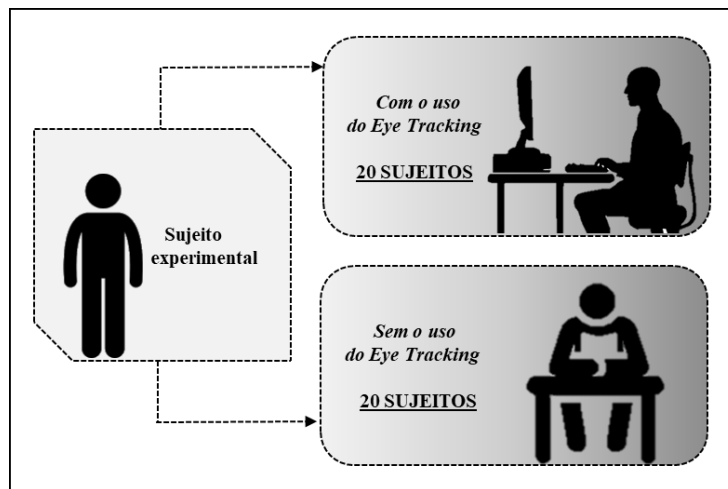 Com o uso
do Eye Tracking
20 SUJEITOS
Sujeito
experimental
Sem o uso
do Eye Tracking
20 SUJEITOS